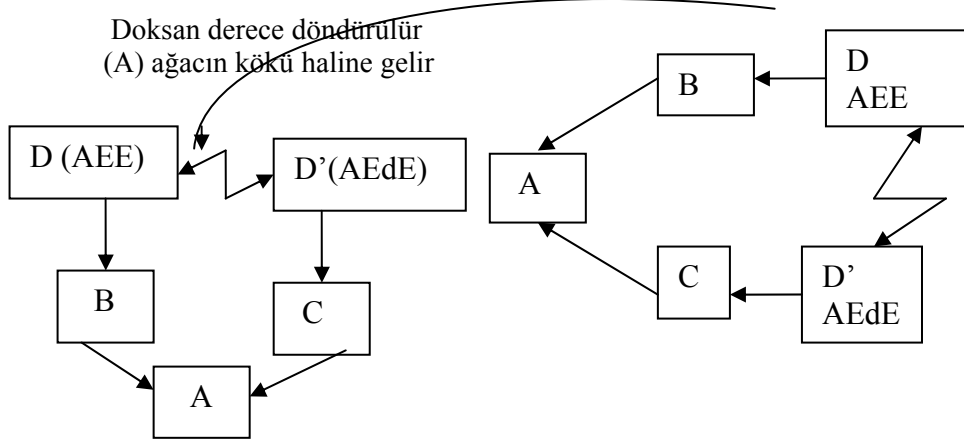 Doksan derece döndürülür
(A) ağacın kökü haline gelir
D (AEE)
D’(AEdE)
B
C
A
B
D
AEE
A
C
D’
AEdE